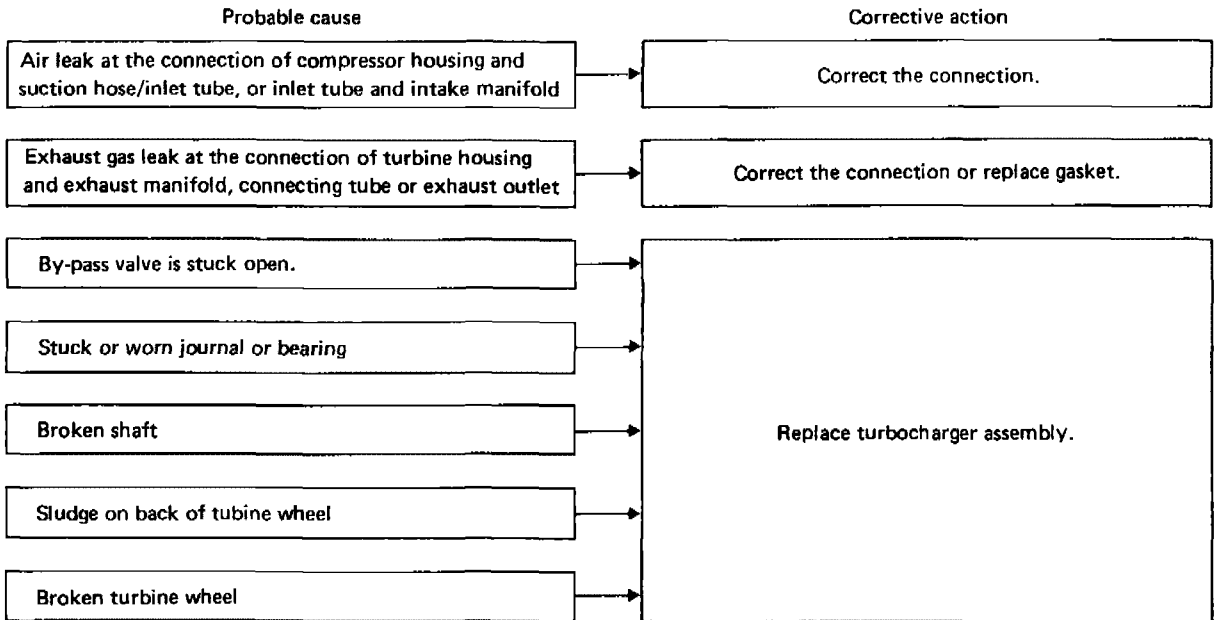 Probable cause
Corrective action
Air leak at the connection of compressor housing and
suction hose/inlet tube, or inlet tube and intake manifold
Correct the connection.
Exhaust gas leak at the connection of turbine housing
and exhaust manifold, connecting tube or exhaust outlet
Correct the connection or replace gasket.
By-pass valve is stuck open.
Stuck or worn journal or bearing
Broken shaft
Sludge on back of tubine wheel
Broken turbine wheel
Replace turbocharger assembly.